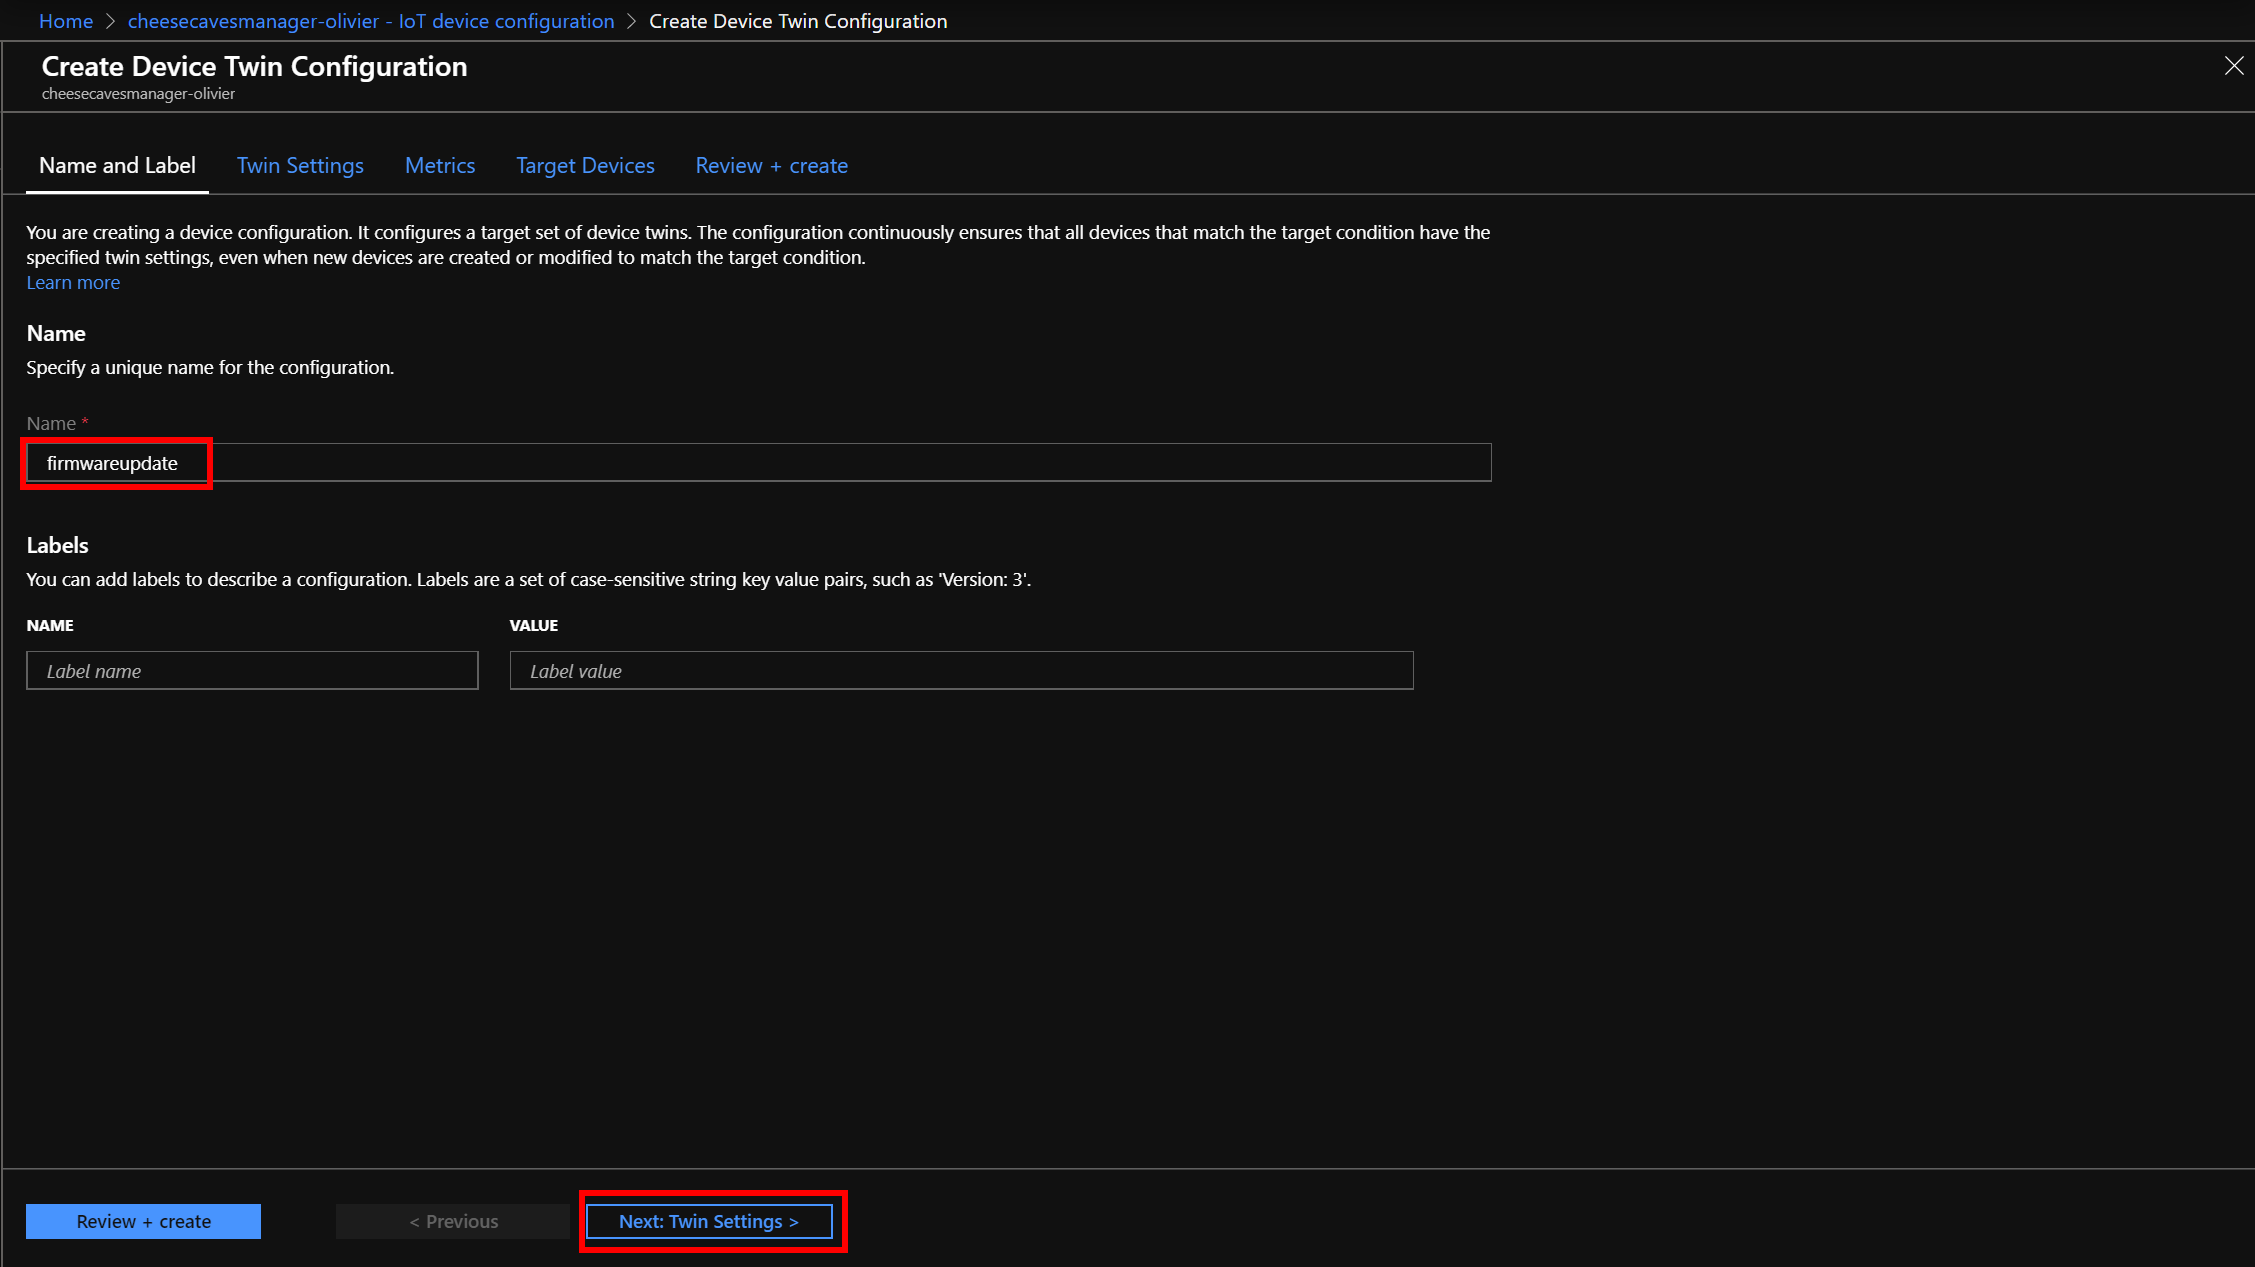 Home > cheesecavesmanager-olivier - IoT device configuration > Create Device Twin Configuration
Create Device Twin Configuration
cheesecavesmanager-olivier
Name and Label Twin Settings Metrics Target Devices Review + create
You are creating a device configuration. It configures a target set of device twins. The configuration continuously ensures that all devices that match the target condition have the
specified twin settings, even when new devices are created or modified to match the target condition.
Learn more
Name
Specify a unique name for the configuration.
Name *
firmwareupdate
Labels
You can add labels to describe a configuration. Labels are a set of case-sensitive string key value pairs, such as 'Version: 3'.
NAME VALUE
Label name Label value
Review + create < Previous Next: Twin Settings >